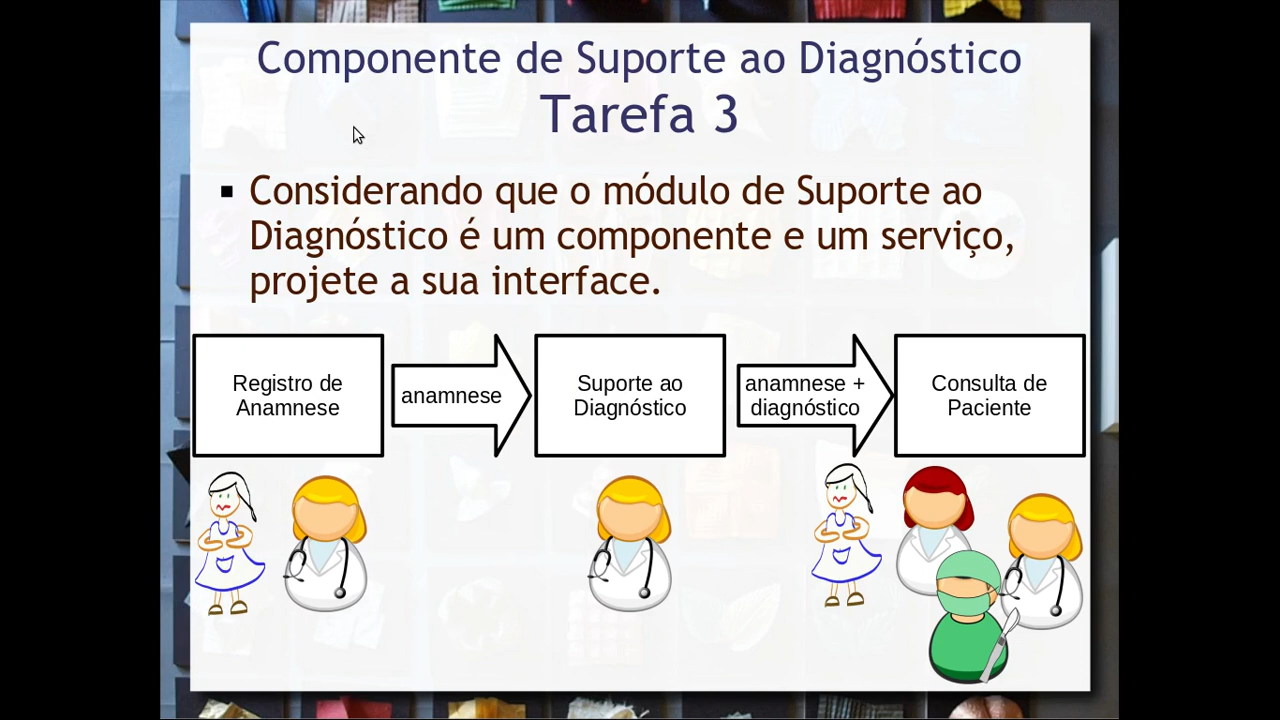 Componente de Suporte ao Diagnóstico
Tarefa 3
▪ Considerando que o módulo de Suporte ao
Diagnóstico é um componente e um serviço,
projete a sua interface.
Registro de
Anamnese
anamnese
Suporte ao
Diagnóstico
anamnese +
diagnóstico
Consulta de
Paciente